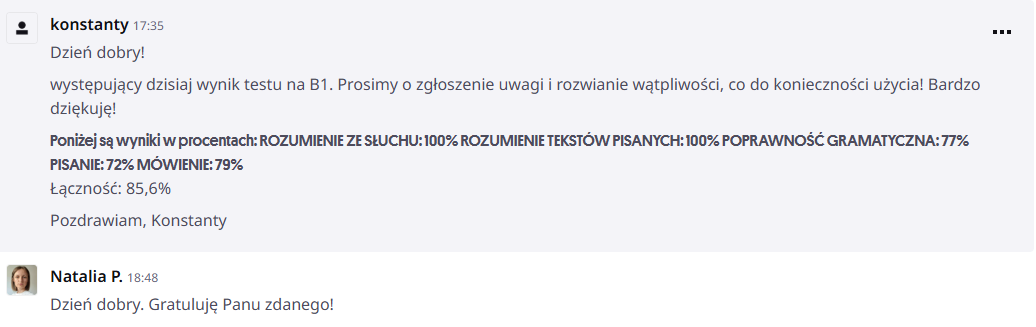 konstanty 17:35
Dzień dobry!
występujący dzisiaj wynik testu na B1. Prosimy o zgłoszenie uwagi i rozwianie wątpliwości, co do konieczności użycia! Bardzo
dziękuję!
Poniżej są wyniki w procentach: ROZUMIENIE ZE SŁUCHU: 100% ROZUMIENIE TEKSTÓW PISANYCH: 100% POPRAWNOŚĆ GRAMATYCZNA: 77%
PISANIE: 72% MÓWIENIE: 79%
Łączność: 85,6%
Pozdrawiam, Konstanty
Natalia P. 18:48
Dzień dobry. Gratuluję Panu zdanego!